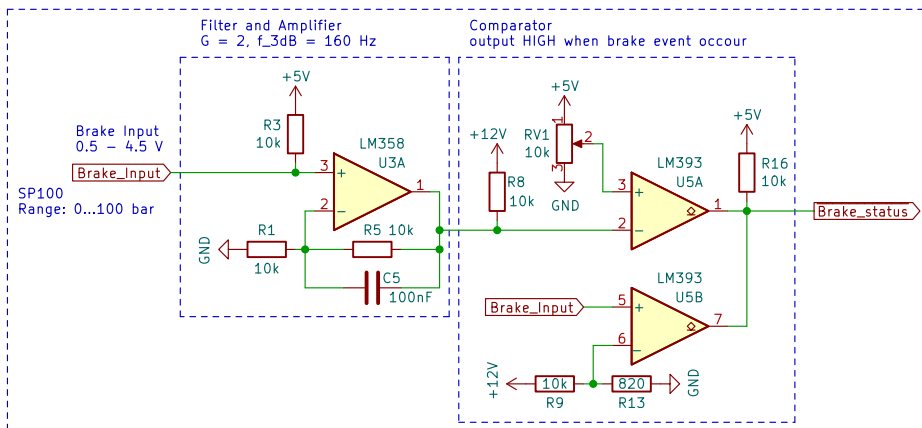 Filter and Amplifier
G = 2, f_3dB = 160 Hz
Comparator
output HIGH when brake event occour
+5V
R3
10k
Brake Input
0.5 – 4.5 V
Brake_Input
SP100
Range: 0...100 bar
LM358
U3A
3
+
2
−
1
GND
R1
10k
R5 10k
C5
100nF
+12V
R8
10k
+5V
RV1
10k
1
2
3
GND
LM393
U5A
3
+
2
−
1
+5V
R16
10k
Brake_status
LM393
U5B
Brake_Input
5
+
6
−
7
+12V
10k
R9
820
R13
GND